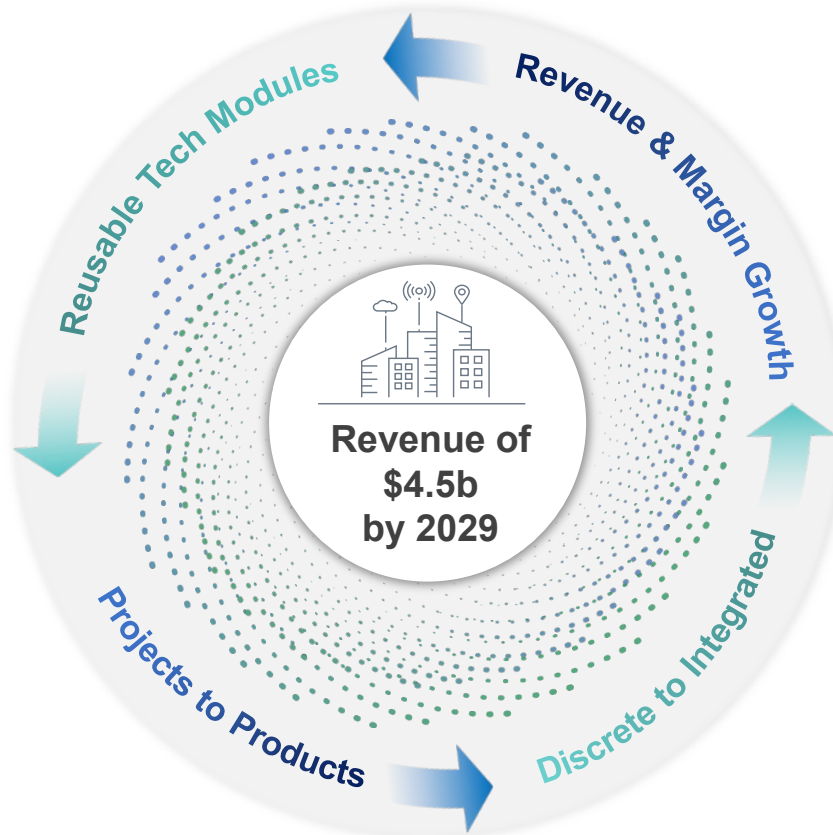 Reusable Tech Modules
Revenue & Margin Growth
Revenue of
$4.5b
by 2029
Projects to Products
Discrete to Integrated